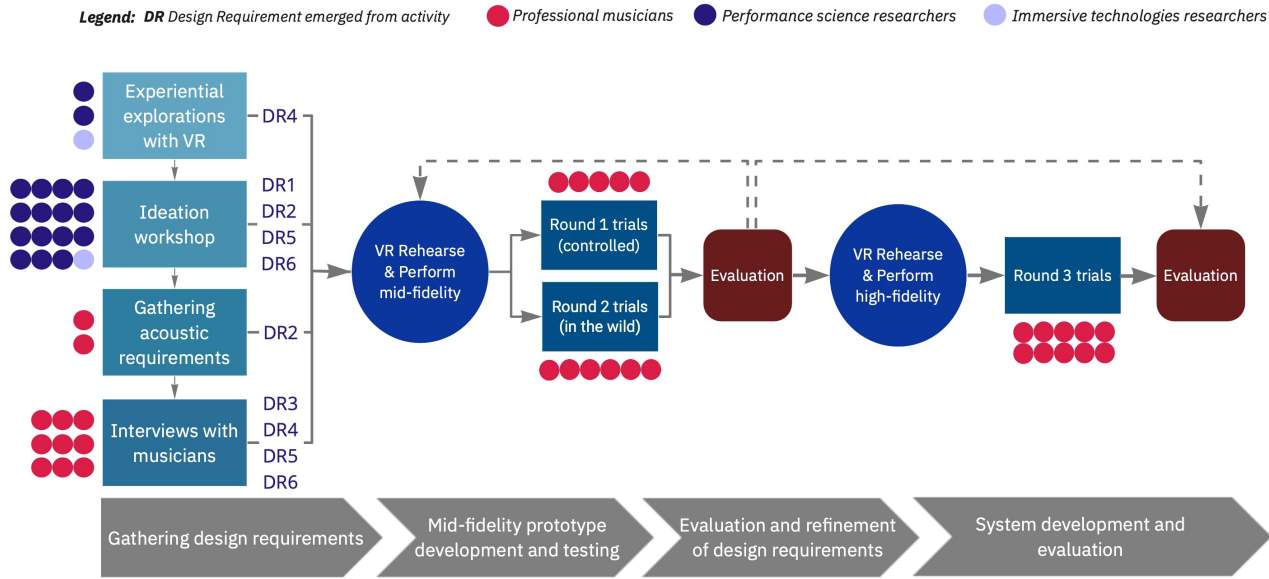 Legend: DR Design Requirement emerged from activity
Professional musicians
Performance science researchers
Immersive technologies researchers
Experiential
explorations
with VR
DR4
Ideation
workshop
DR1
DR2
DR5
DR6
Gathering
acoustic
requirements
DR2
Interviews with
musicians
DR3
DR4
DR5
DR6
VR Rehearse
& Perform
mid-fidelity
Round 1 trials
(controlled)
Round 2 trials
(in the wild)
Evaluation
VR Rehearse
& Perform
high-fidelity
Round 3 trials
Evaluation
Gathering design requirements
Mid-fidelity prototype
development and testing
Evaluation and refinement
of design requirements
System development and
evaluation